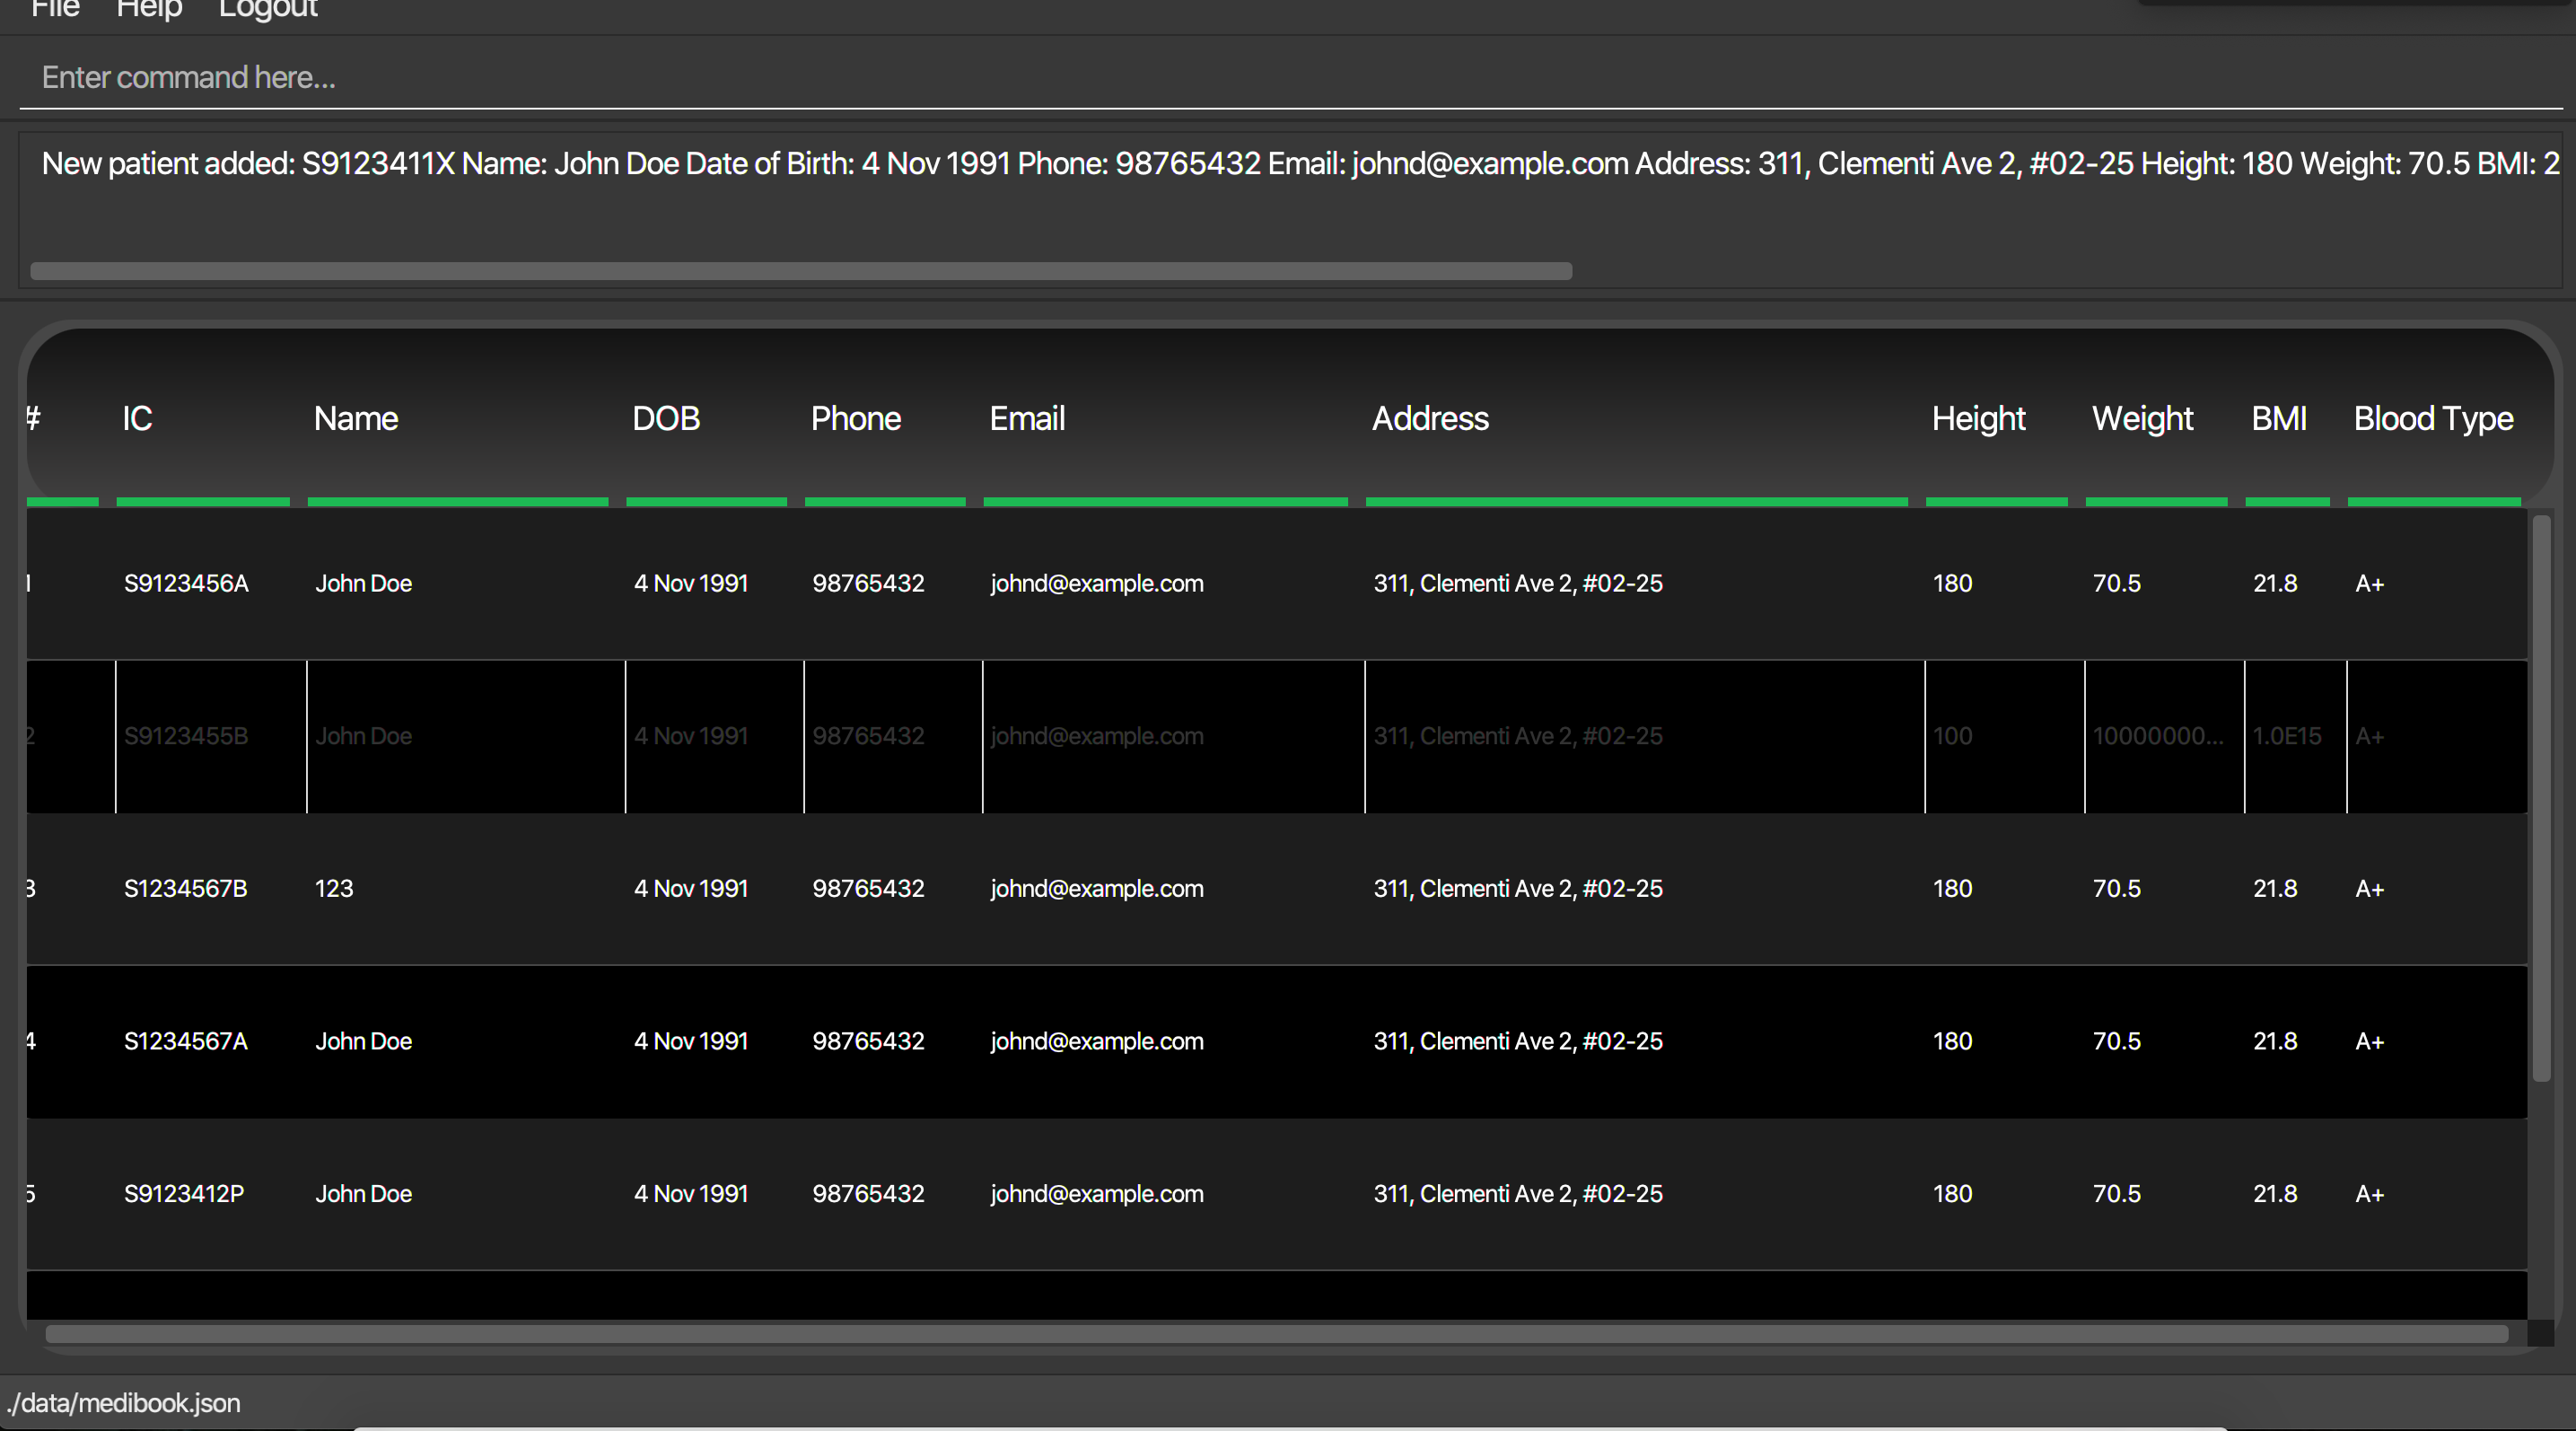 File Help Logout
Enter command here...
New patient added: S9123411X Name: John Doe Date of Birth: 4 Nov 1991 Phone: 98765432 Email: johnd@example.com Address: 311, Clementi Ave 2, #02-25 Height: 180 Weight: 70.5 BMI: 2
# IC Name DOB Phone Email Address Height Weight BMI Blood Type
1 S9123456A John Doe 4 Nov 1991 98765432 johnd@example.com 311, Clementi Ave 2, #02-25 180 70.5 21.8 A+
2 S9123455B John Doe 4 Nov 1991 98765432 johnd@example.com 311, Clementi Ave 2, #02-25 100 10000000... 1.0E15 A+
3 S1234567B 123 4 Nov 1991 98765432 johnd@example.com 311, Clementi Ave 2, #02-25 180 70.5 21.8 A+
4 S1234567A John Doe 4 Nov 1991 98765432 johnd@example.com 311, Clementi Ave 2, #02-25 180 70.5 21.8 A+
5 S9123412P John Doe 4 Nov 1991 98765432 johnd@example.com 311, Clementi Ave 2, #02-25 180 70.5 21.8 A+
./data/medibook.json